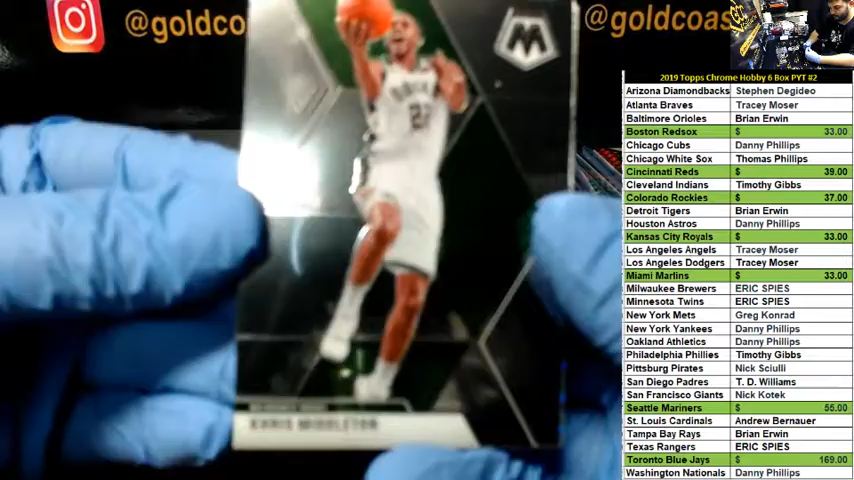 @goldco
@goldcoas
M
22
KHRIS MIDDLETON
2019 Topps Chrome Hobby 6 Box PYT #2
Arizona Diamondbacks Stephen Degideo
Atlanta Braves Tracey Moser
Baltimore Orioles Brian Erwin
Boston Redsox $ 33.00
Chicago Cubs Danny Phillips
Chicago White Sox Thomas Phillips
Cincinnati Reds $ 39.00
Cleveland Indians Timothy Gibbs
Colorado Rockies $ 37.00
Detroit Tigers Brian Erwin
Houston Astros Danny Phillips
Kansas City Royals $ 33.00
Los Angeles Angels Tracey Moser
Los Angeles Dodgers Tracey Moser
Miami Marlins $ 33.00
Milwaukee Brewers ERIC SPIES
Minnesota Twins ERIC SPIES
New York Mets Greg Konrad
New York Yankees Danny Phillips
Oakland Athletics Danny Phillips
Philadelphia Phillies Timothy Gibbs
Pittsburg Pirates Nick Sciulli
San Diego Padres T. D. Williams
San Francisco Giants Nick Kotek
Seattle Mariners $ 55.00
St. Louis Cardinals Andrew Bernauer
Tampa Bay Rays Brian Erwin
Texas Rangers ERIC SPIES
Toronto Blue Jays $ 169.00
Washington Nationals Danny Phillips